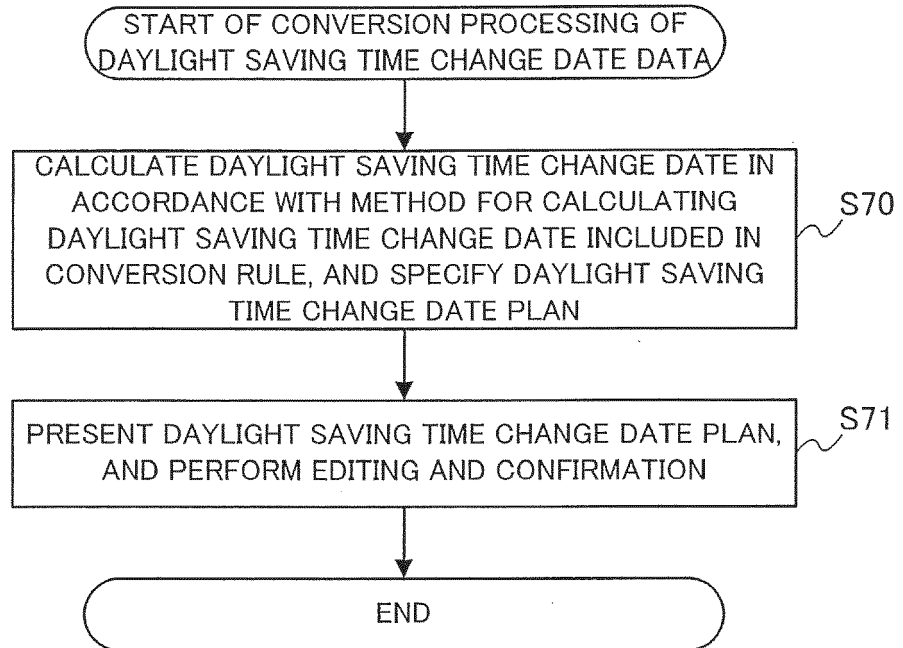 START OF CONVERSION PROCESSING OF
DAYLIGHT SAVING TIME CHANGE DATE DATA
CALCULATE DAYLIGHT SAVING TIME CHANGE DATE IN
ACCORDANCE WITH METHOD FOR CALCULATING
DAYLIGHT SAVING TIME CHANGE DATE INCLUDED IN
CONVERSION RULE, AND SPECIFY DAYLIGHT SAVING
TIME CHANGE DATE PLAN
S70
PRESENT DAYLIGHT SAVING TIME CHANGE DATE PLAN,
AND PERFORM EDITING AND CONFIRMATION
S71
END